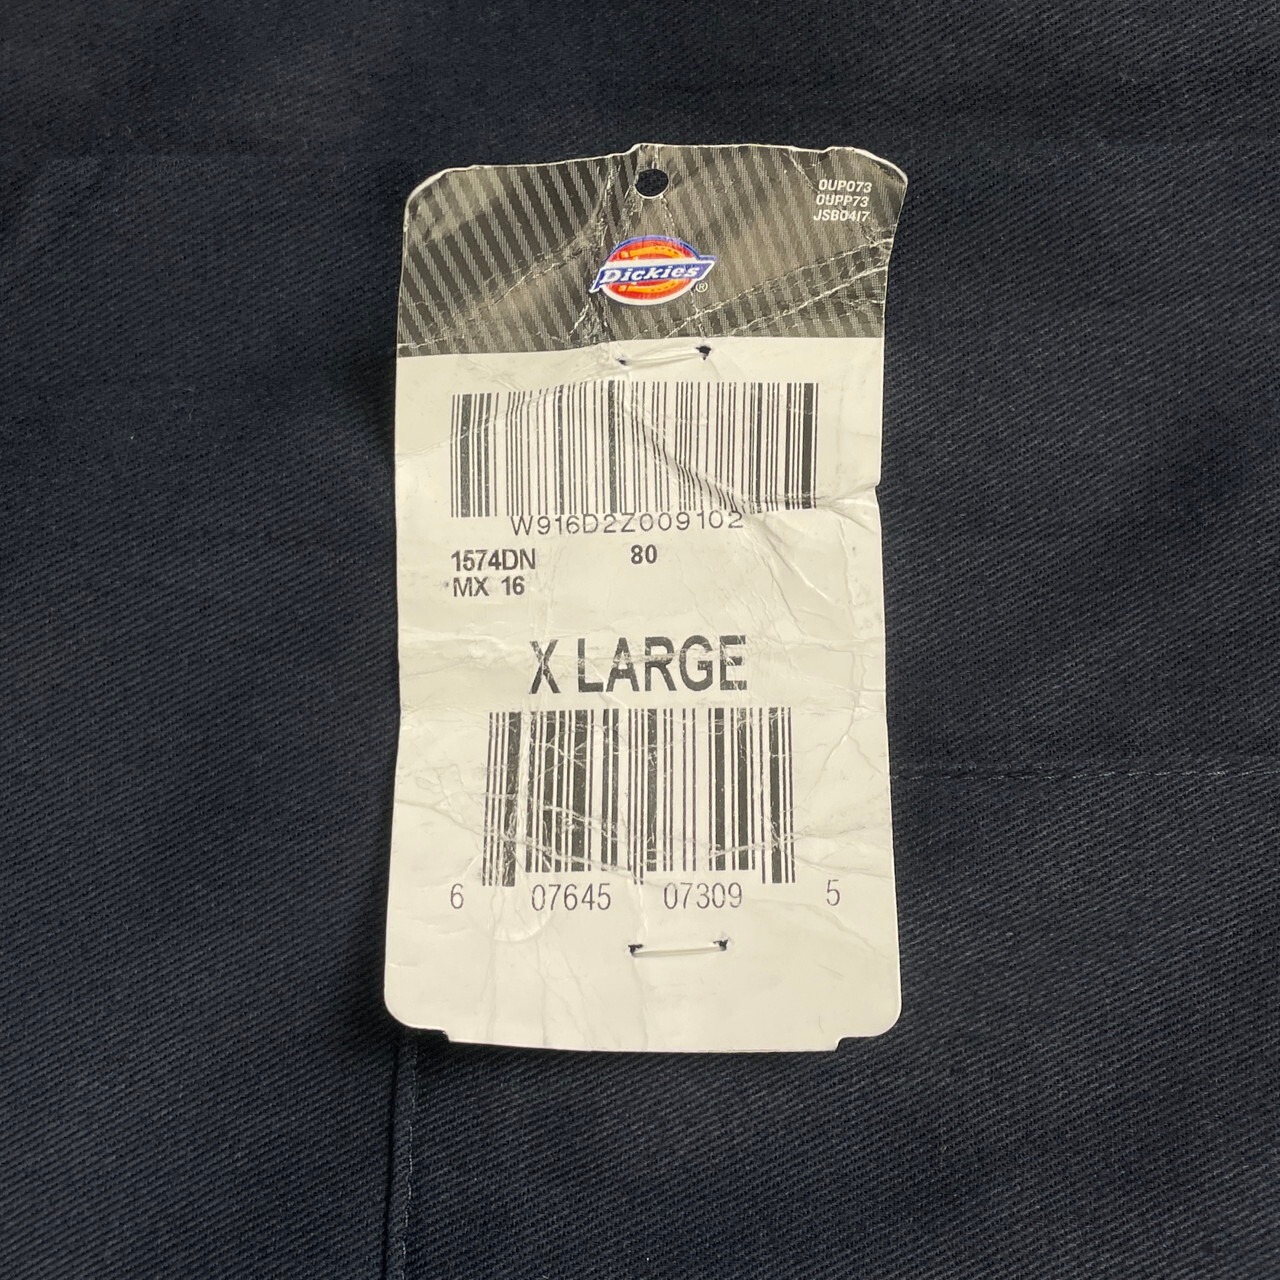 0UP073
0UPP73
JSB0417
Dickies®
W916D2Z009102
1574DN 80
MX 16
X LARGE
6 07645 07309 5